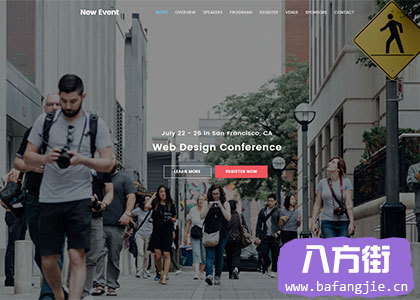 New Event
INTRO OVERVIEW SPEAKERS PROGRAMS REGISTER VENUE SPONSORS CONTACT
July 22 - 26 in San Francisco, CA
Web Design Conference
LEARN MORE REGISTER NOW
八方街
www.bafangjie.cn